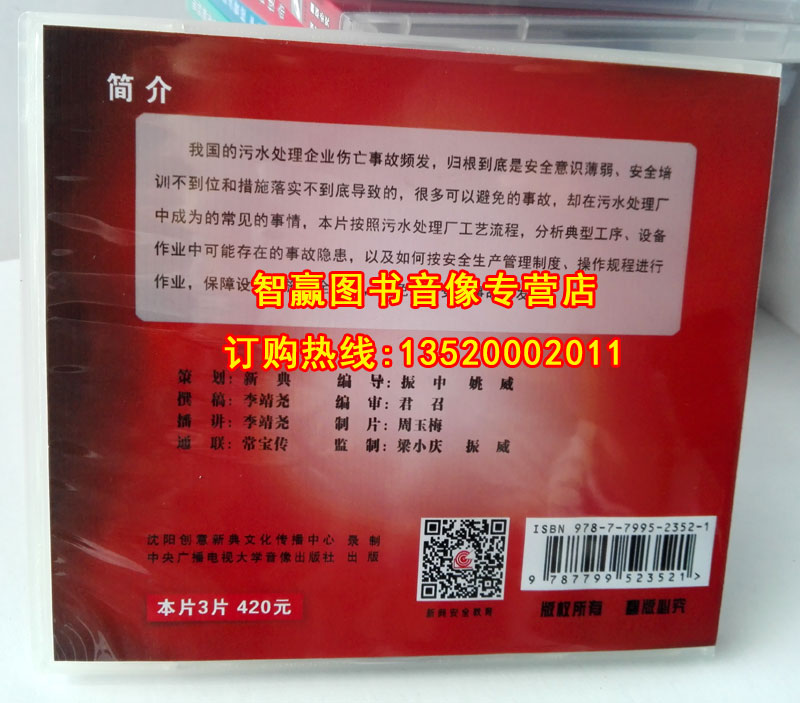 简 介
我国的污水处理企业伤亡事故频发，归根到底是安全意识薄弱、安全培
训不到位和措施落实不到底导致的，很多可以避免的事故，却在污水处理厂
中成为的常见的事情，本片按照污水处理厂工艺流程，分析典型工序、设备
作业中可能存在的事故隐患，以及如何按安全生产管理制度、操作规程进行
作业，保障设
智赢图书音像专营店
订购热线:13520002011
策 划：新 典 编 导：振 中 姚 威
撰 稿：李靖尧 编 审：君 召
播 讲：李靖尧 制 片：周玉梅
通 联：常宝传 监 制：梁小庆 振 威
沈阳创意新典文化传播中心 录 制
中央广播电视大学音像出版社 出 版
本片3片 420元
新典安全教育
ISBN 978-7-7995-2352-1
9 787799 523521 >
版权所有 翻版必究